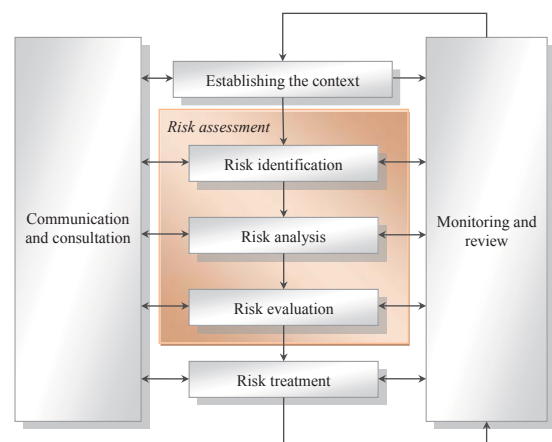 Establishing the context
Risk assessment
Risk identification
Communication
and consultation
Risk analysis
Monitoring and
review
Risk evaluation
Risk treatment